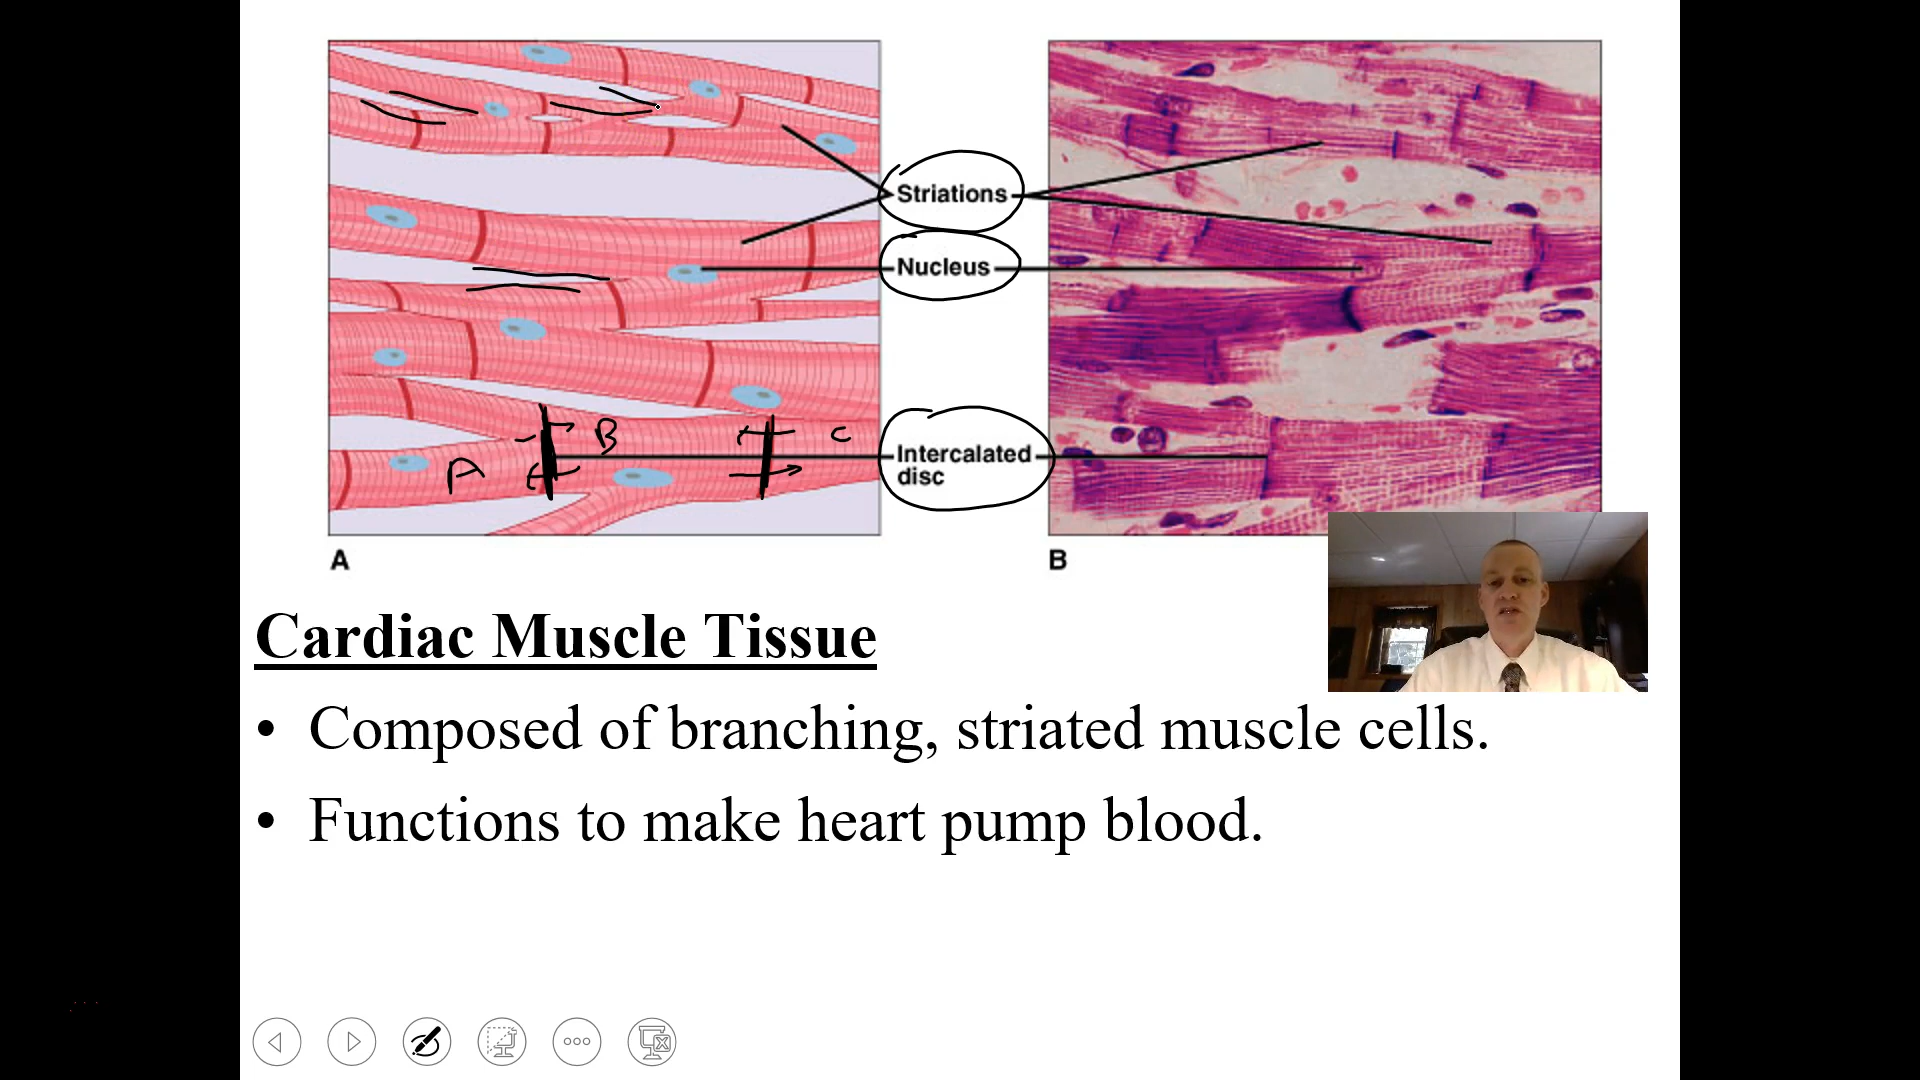 Striations
Nucleus
B
C
A
Intercalated
disc
A
B
Cardiac Muscle Tissue
• Composed of branching, striated muscle cells.
• Functions to make heart pump blood.